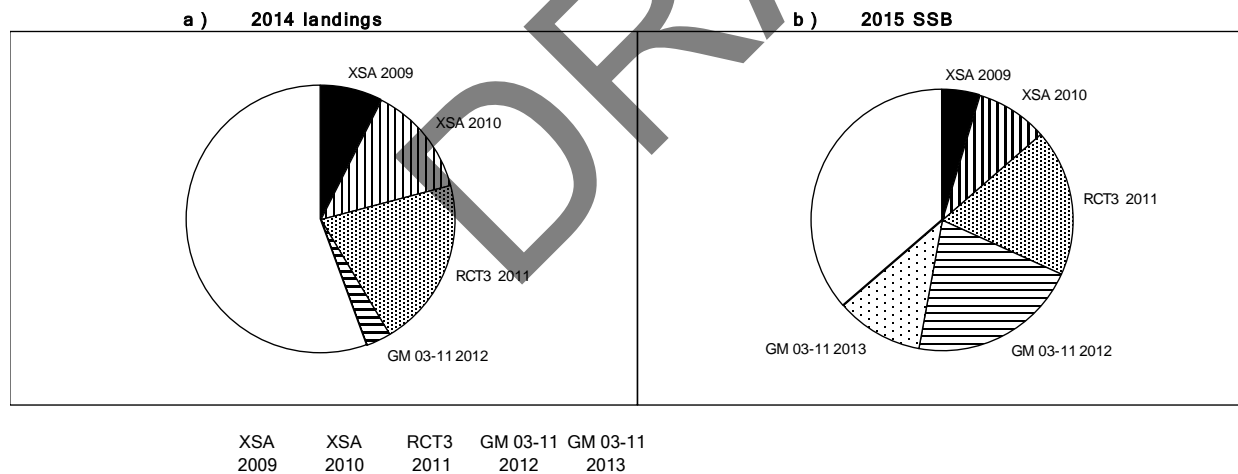 a ) 2014 landings
b ) 2015 SSB
XSA 2009
XSA 2010
RCT3 2011
GM 03-11 2012
XSA 2009
XSA 2010
RCT3 2011
GM 03-11 2012
GM 03-11 2013
XSA XSA RCT3 GM 03-11 GM 03-11
2009 2010 2011 2012 2013